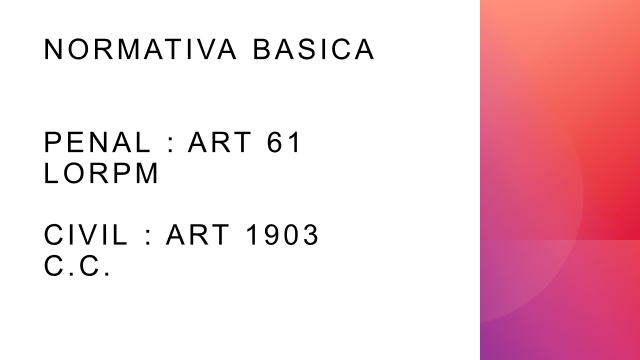 NORMATIVA BASICA
PENAL : ART 61
LORPM
CIVIL : ART 1903
C.C.